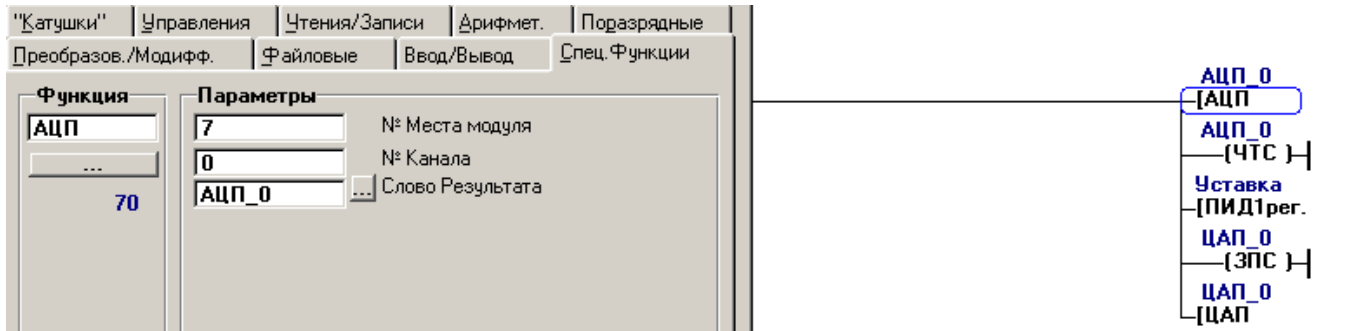 "Катушки" Управления Чтения/Записи Арифмет. Поразрядные
Преобразов./Модифф. Файловые Ввод/Вывод Спец.Функции
Функция Параметры
АЦП 7 № Места модуля
... 0 № Канала
70 АЦП_0 ... Слово Результата
АЦП_0
[АЦП
АЦП_0
(ЧТС )
Уставка
[ПИД1рег.
ЦАП_0
(ЗПС )
ЦАП_0
[ЦАП